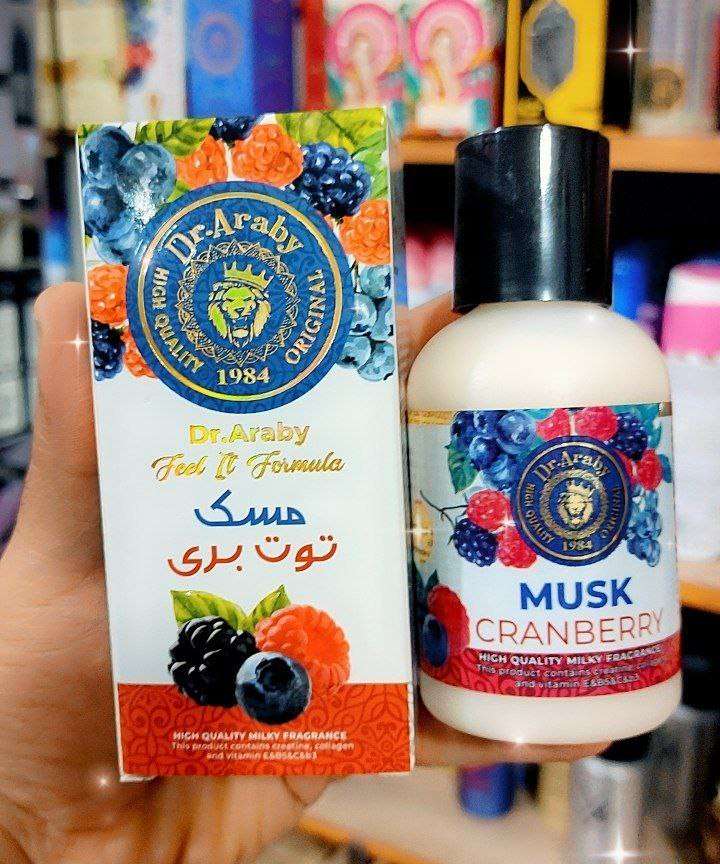 Dr.Araby
HIGH QUALITY
ORIGINAL
1984
Dr.Araby
Feel It Formula
مسك
توت برى
HIGH QUALITY MILKY FRAGRANCE
This product contains creatine, collagen
and vitamin E&B5&C&b3
Dr.Araby
HIGH QUALITY
ORIGINAL
1984
MUSK
CRANBERRY
HIGH QUALITY MILKY FRAGRANCE
This product contains creatine, collagen
and vitamin E&B5&C&b3